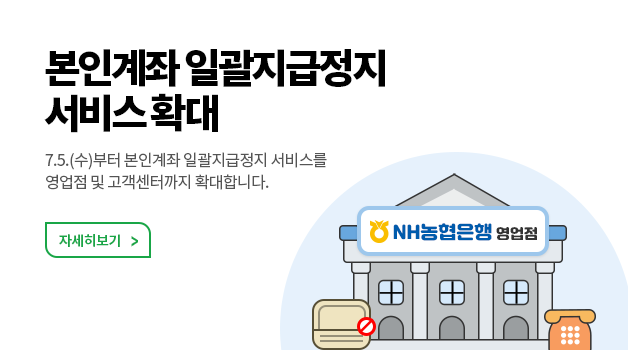 본인계좌 일괄지급정지
서비스 확대
7.5.(수)부터 본인계좌 일괄지급정지 서비스를
영업점 및 고객센터까지 확대합니다.
자세히보기 >
NH농협은행 영업점